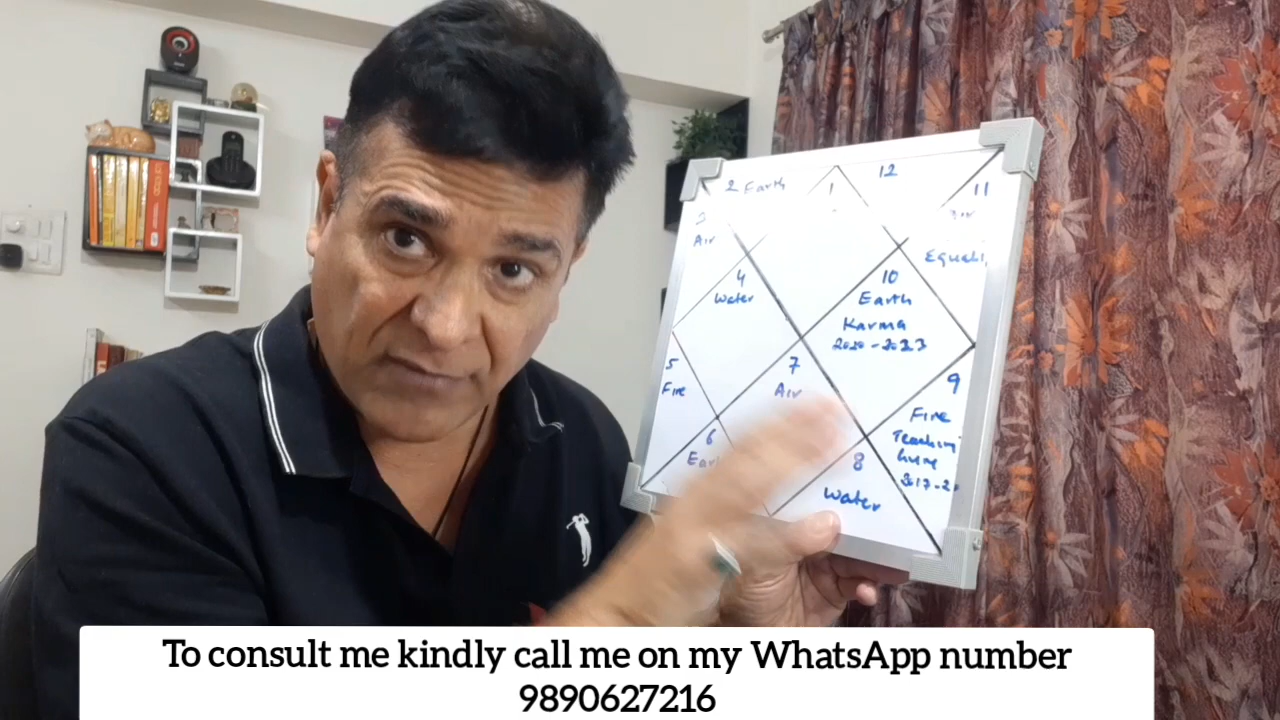 12
2 Earth
1
11
Air
4
Water
10
Earth
Karma
2020-2023
5
Fire
7
Air
9
Fire
6
8
Water
To consult me kindly call me on my WhatsApp number
9890627216